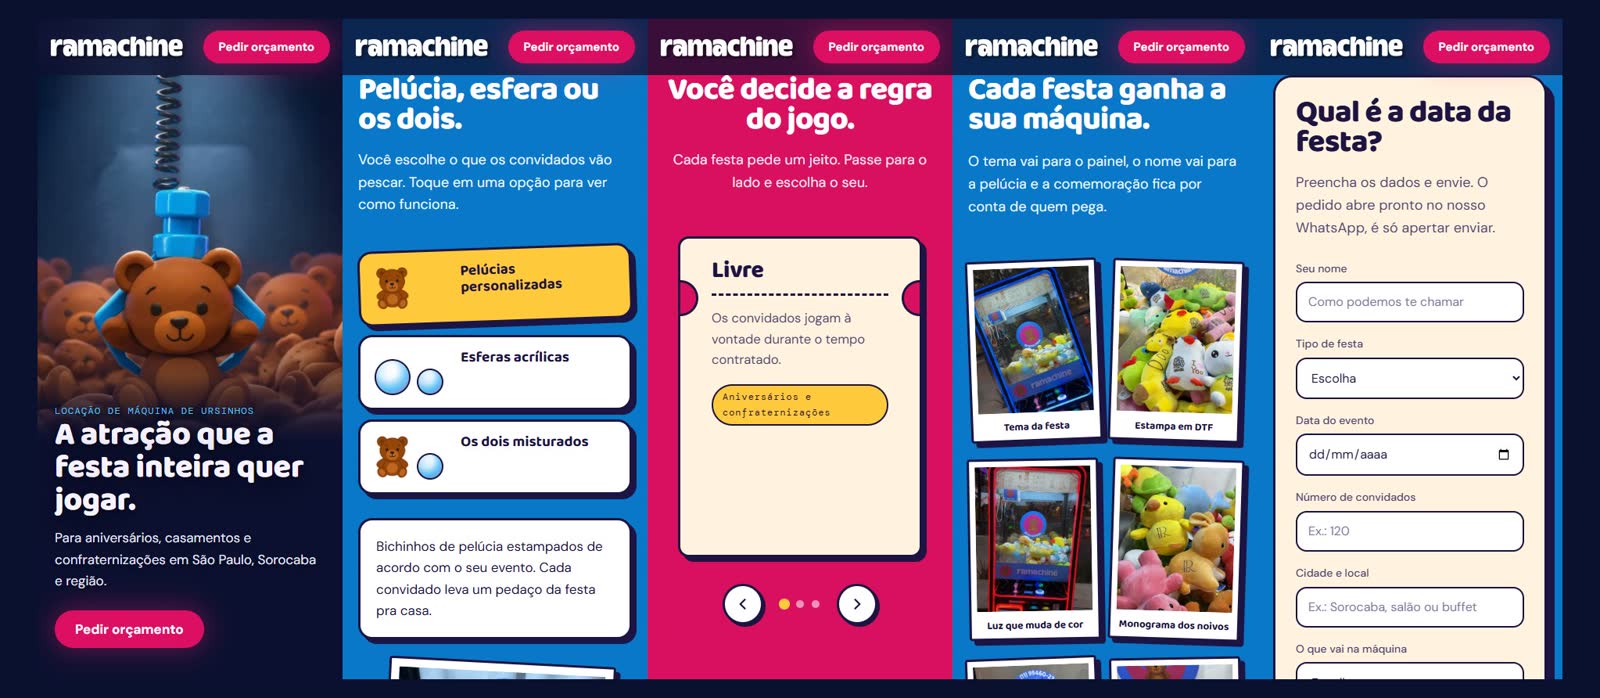 ramachine
Pedir orçamento
LOCAÇÃO DE MÁQUINA DE URSINHOS
A atração que a
festa inteira quer
jogar.
Para aniversários, casamentos e
confraternizações em São Paulo, Sorocaba
e região.
Pedir orçamento
ramachine
Pedir orçamento
Pelúcia, esfera ou
os dois.
Você escolhe o que os convidados vão
pescar. Toque em uma opção para ver
como funciona.
Pelúcias
personalizadas
Esferas acrílicas
Os dois misturados
Bichinhos de pelúcia estampados de
acordo com o seu evento. Cada
convidado leva um pedaço da festa
pra casa.
ramachine
Pedir orçamento
Você decide a regra
do jogo.
Cada festa pede um jeito. Passe para o
lado e escolha o seu.
Livre
Os convidados jogam à
vontade durante o tempo
contratado.
Aniversários e
confraternizações
ramachine
Pedir orçamento
Cada festa ganha a
sua máquina.
O tema vai para o painel, o nome vai para
a pelúcia e a comemoração fica por
conta de quem pega.
ramachine
Tema da festa
Estampa em DTF
ramachine
Luz que muda de cor
Monograma dos noivos
ramachine
Pedir orçamento
Qual é a data da
festa?
Preencha os dados e envie. O
pedido abre pronto no nosso
WhatsApp, é só apertar enviar.
Seu nome
Como podemos te chamar
Tipo de festa
Escolha
Data do evento
dd/mm/aaaa
Número de convidados
Ex.: 120
Cidade e local
Ex.: Sorocaba, salão ou buffet
O que vai na máquina